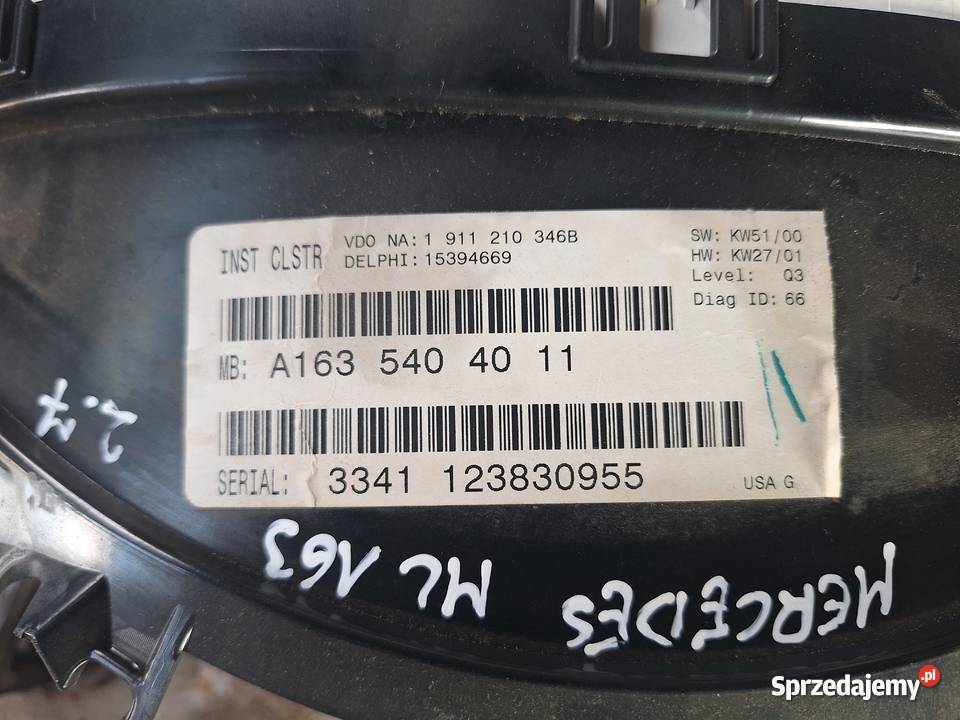 INST CLSTR
VDO NA: 1 911 210 346B
DELPHI: 15394669
SW: KW51/00
HW: KW27/01
Level: Q3
Diag ID: 66
MB: A163 540 40 11
SERIAL: 3341 123830955
USA G
2.7
MERCEDES ML 163
Sprzedajemy.pl